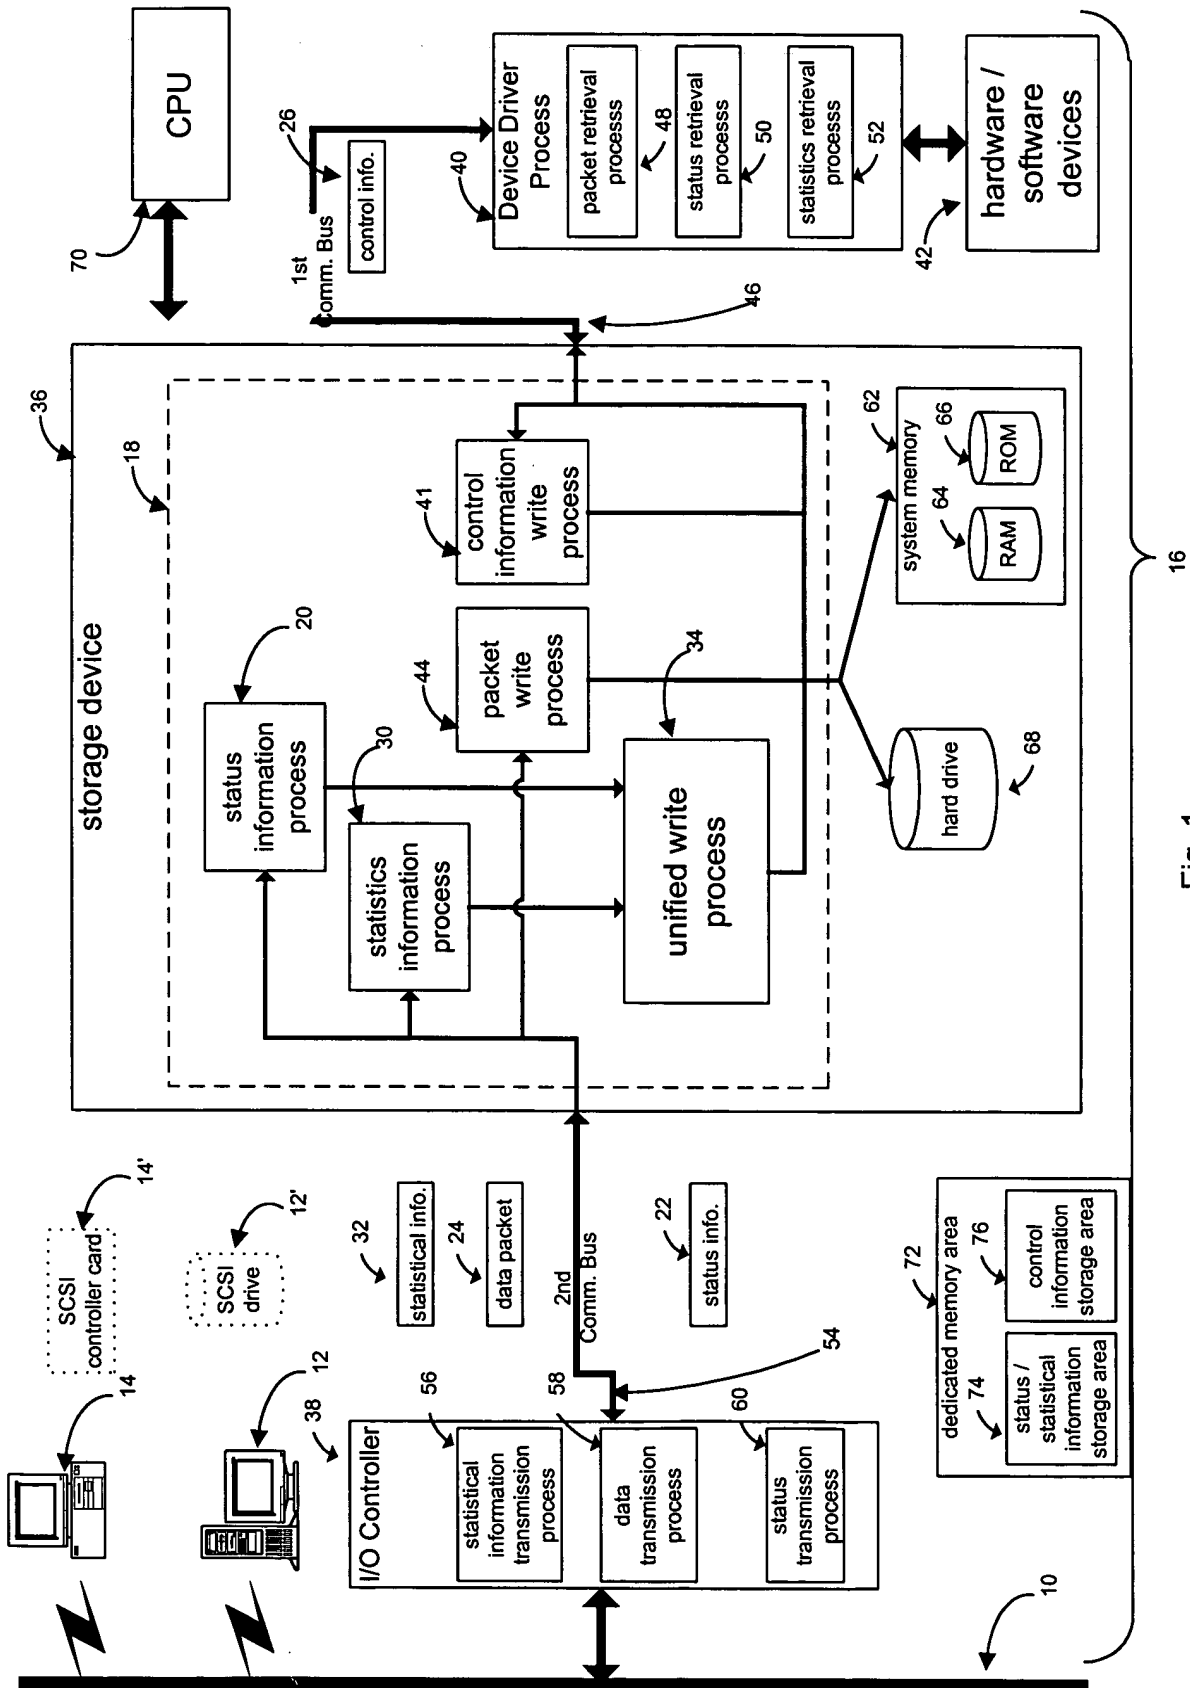 14
SCSI
controller card
14'
12
SCSI
drive
12'
38
I/O Controller
56
statistical
information
transmission
process
58
data
transmission
process
60
status
transmission
process
54
10
32
statistical info.
24
data packet
2nd
Comm. Bus
22
status info.
72
dedicated memory area
74
status /
statistical
information
storage area
76
control
information
storage area
36
storage device
18
20
status
information
process
30
statistics
information
process
44
packet
write
process
41
control
information
write
process
34
unified write
process
68
hard drive
62
system memory
64
RAM
66
ROM
70
CPU
1st
Comm. Bus
26
control info.
46
40
Device Driver
Process
packet retrieval
processs
48
status retrieval
processs
50
statistics retrieval
processs
52
42
hardware /
software
devices
16